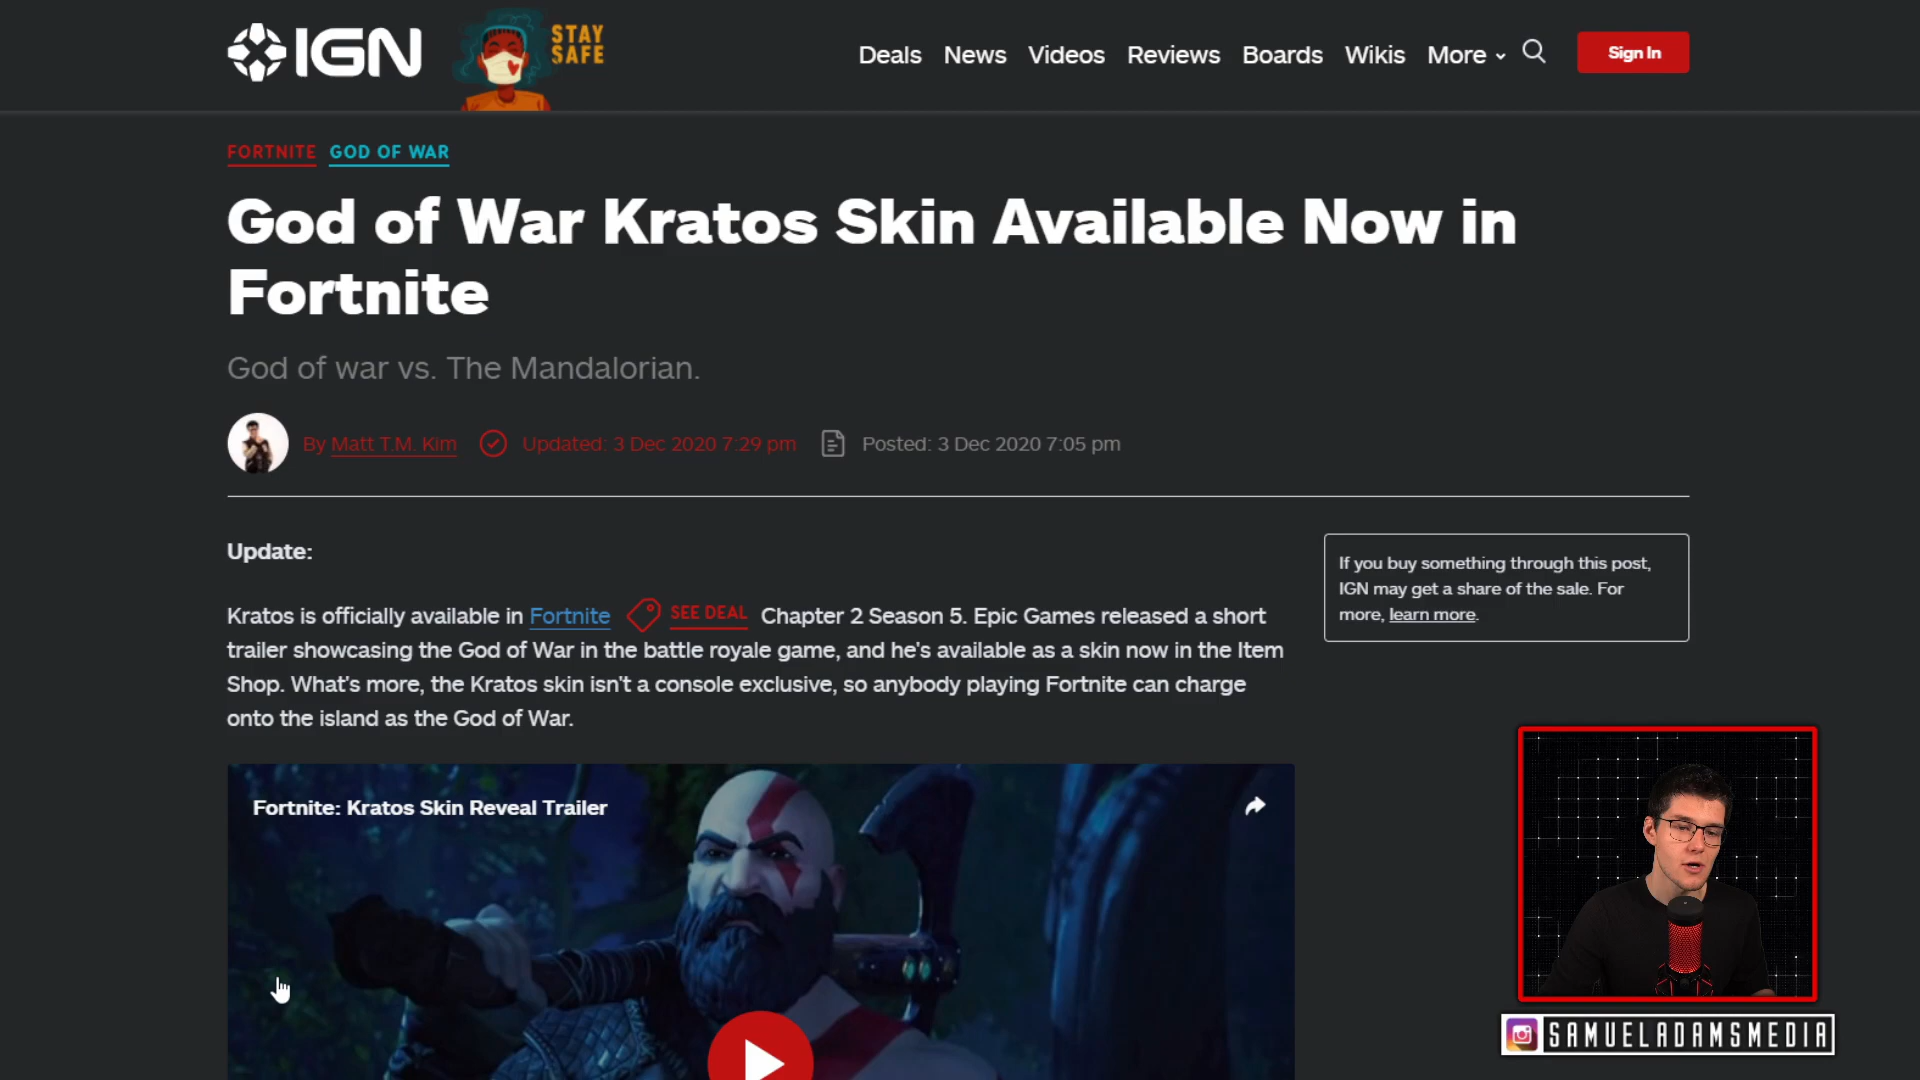 IGN
STAY
SAFE
Deals News Videos Reviews Boards Wikis More
Sign In
FORTNITE GOD OF WAR
God of War Kratos Skin Available Now in
Fortnite
God of war vs. The Mandalorian.
By Matt T.M. Kim Updated: 3 Dec 2020 7:29 pm Posted: 3 Dec 2020 7:05 pm
Update:
Kratos is officially available in Fortnite SEE DEAL Chapter 2 Season 5. Epic Games released a short
trailer showcasing the God of War in the battle royale game, and he's available as a skin now in the Item
Shop. What's more, the Kratos skin isn't a console exclusive, so anybody playing Fortnite can charge
onto the island as the God of War.
If you buy something through this post,
IGN may get a share of the sale. For
more, learn more.
Fortnite: Kratos Skin Reveal Trailer
SAMUELADAMSMEDIA